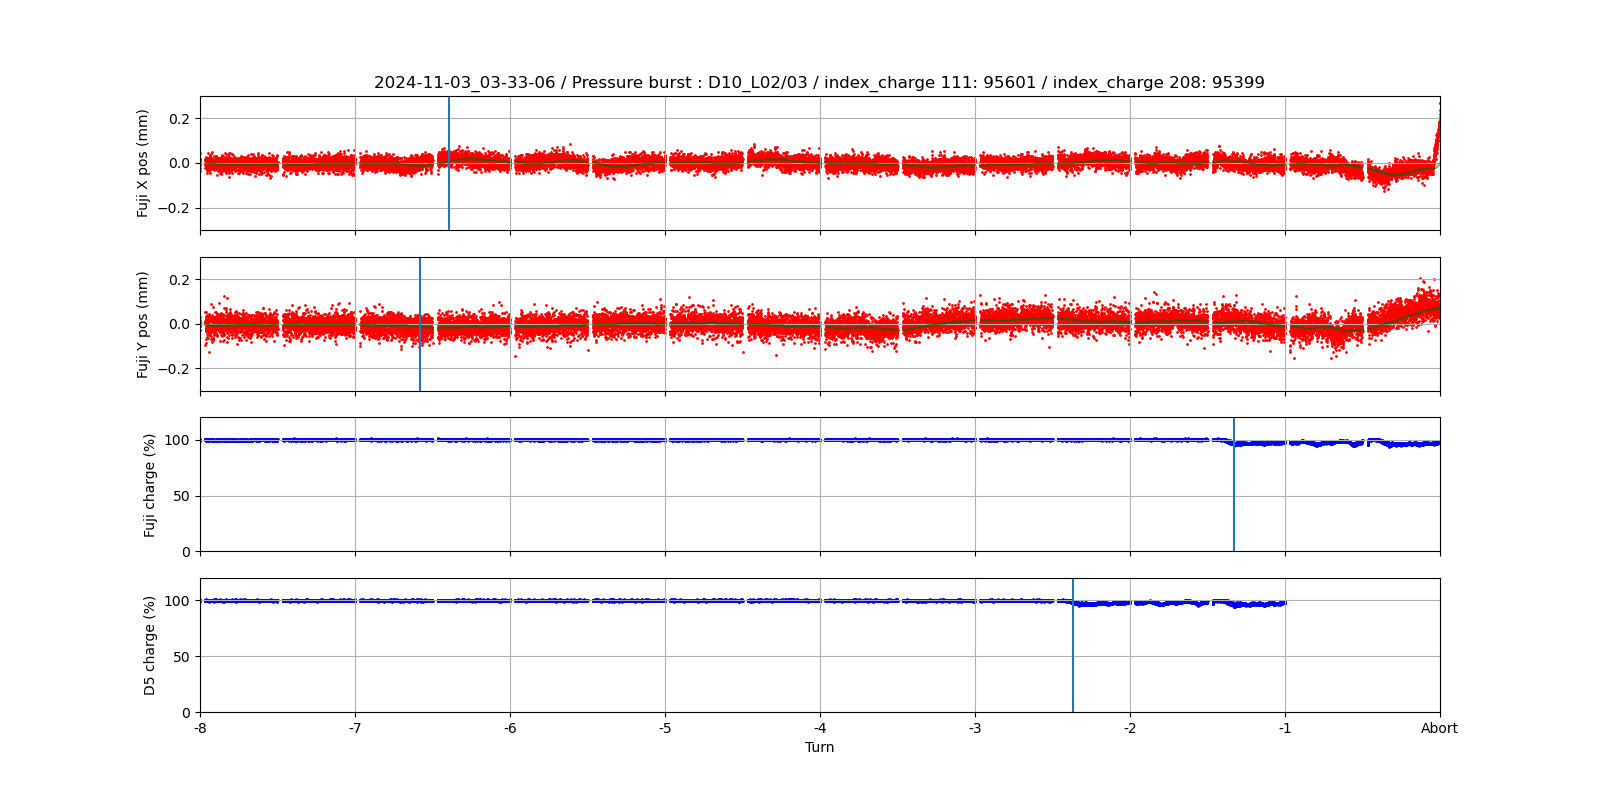 2024-11-03_03-33-06 / Pressure burst : D10_L02/03 / index_charge 111: 95601 / index_charge 208: 95399
Fuji X pos (mm)
0.2
0.0
−0.2
Fuji Y pos (mm)
0.2
0.0
−0.2
Fuji charge (%)
100
50
0
D5 charge (%)
100
50
0
-8 -7 -6 -5 -4 -3 -2 -1 Abort
Turn